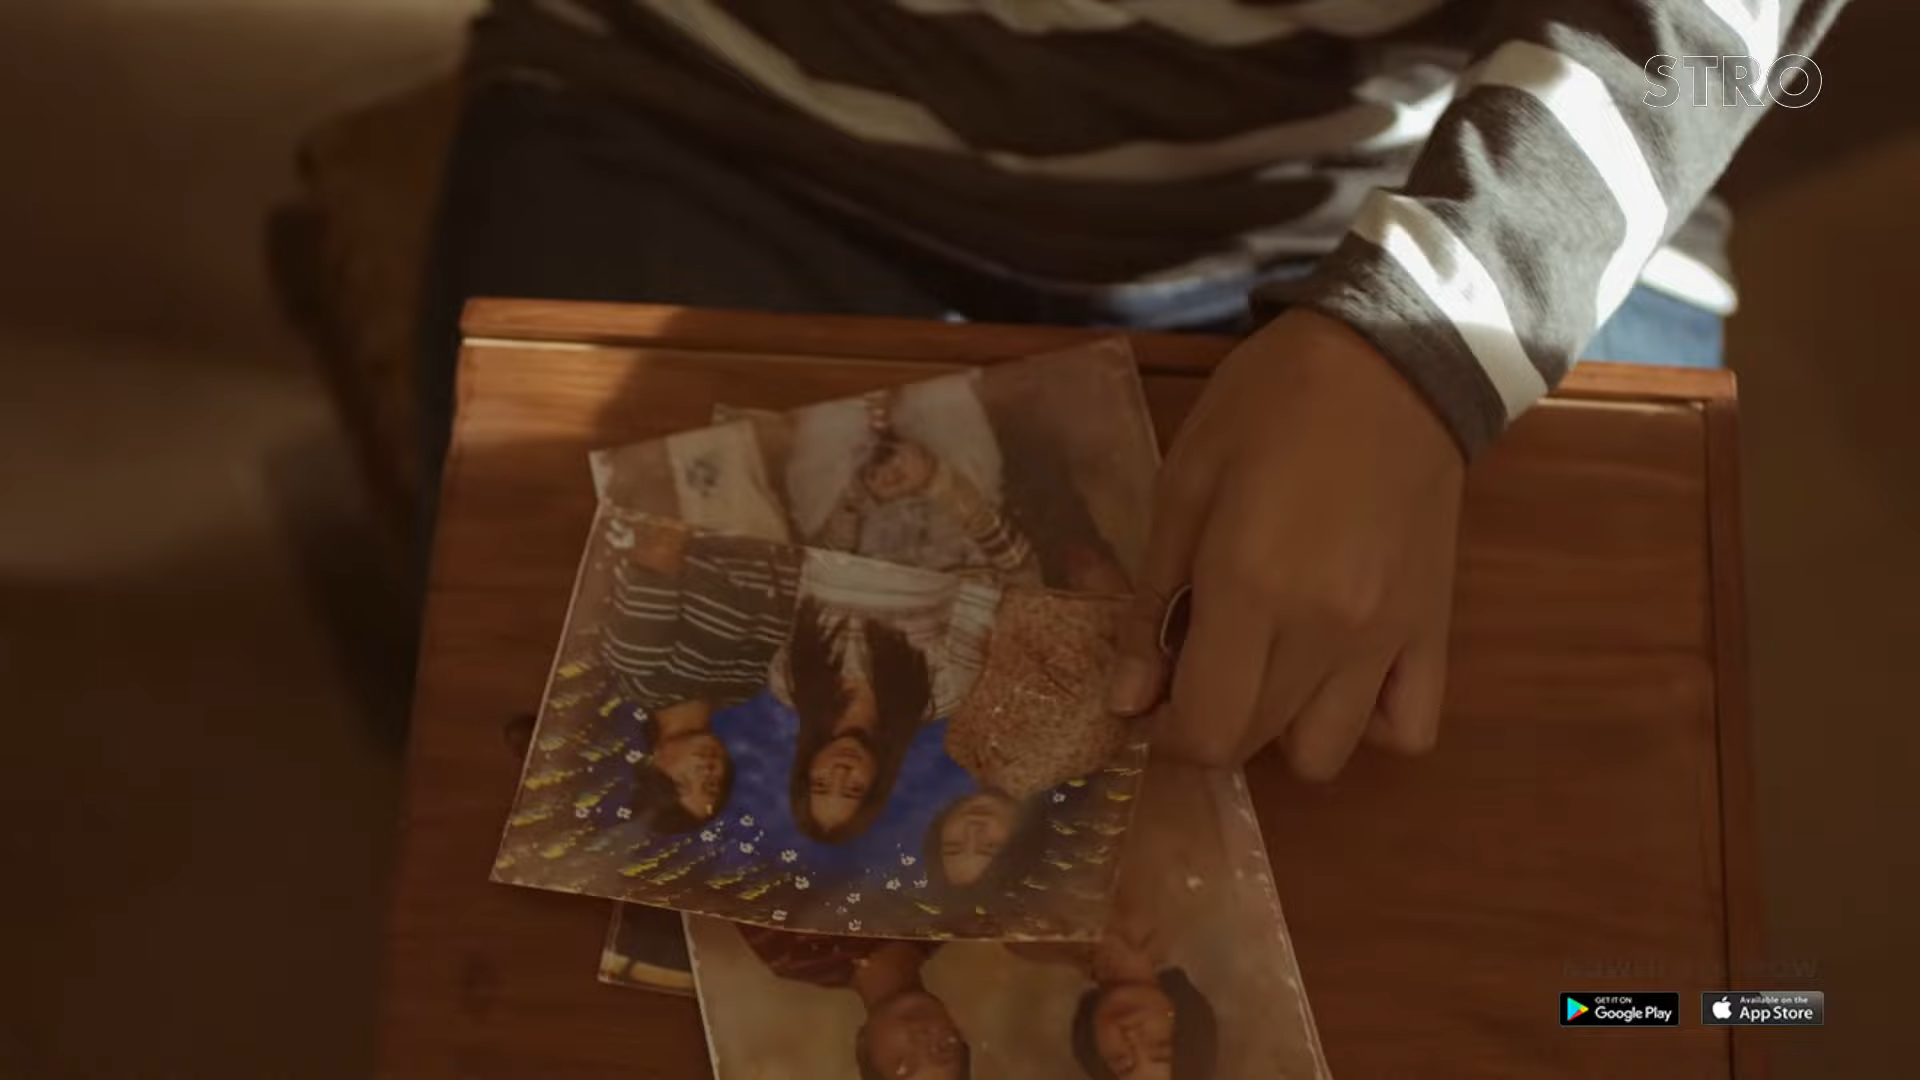 STRO
GET IT ON
Google Play
Available on the
App Store